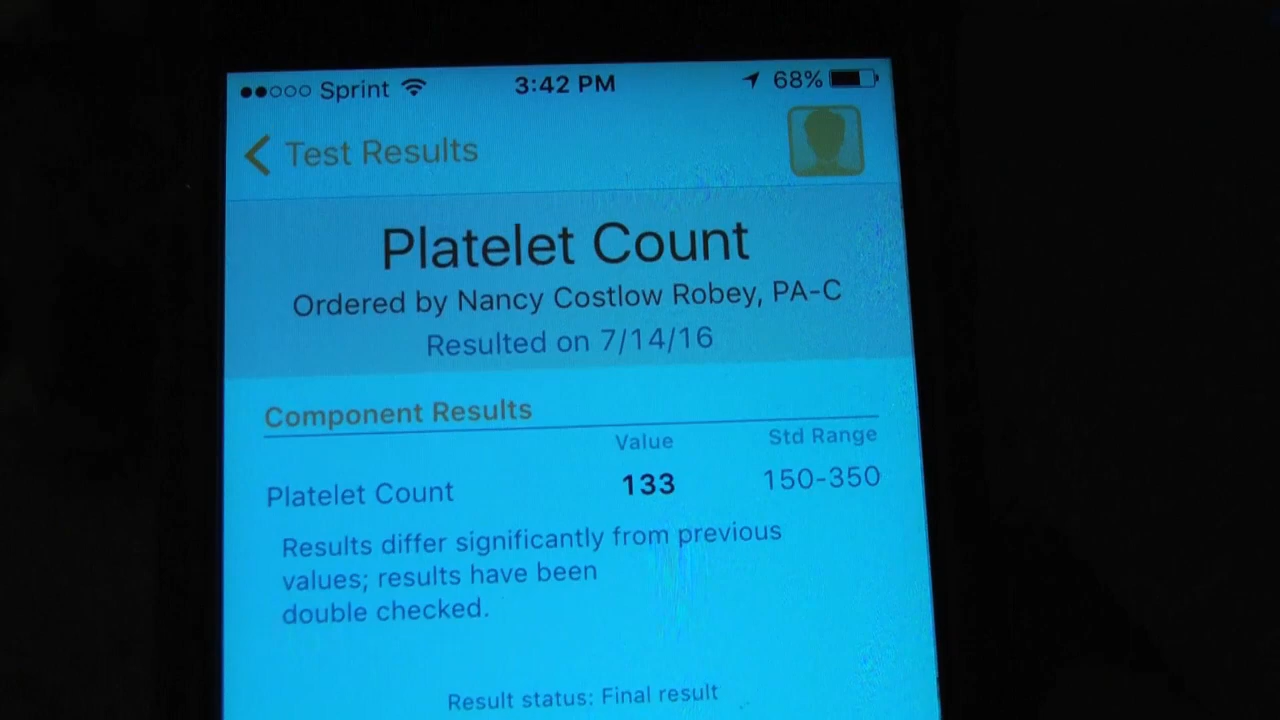 Sprint 3:42 PM 68%
Test Results
Platelet Count
Ordered by Nancy Costlow Robey, PA-C
Resulted on 7/14/16
Component Results
Value Std Range
Platelet Count 133 150-350
Results differ significantly from previous
values; results have been
double checked.
Result status: Final result